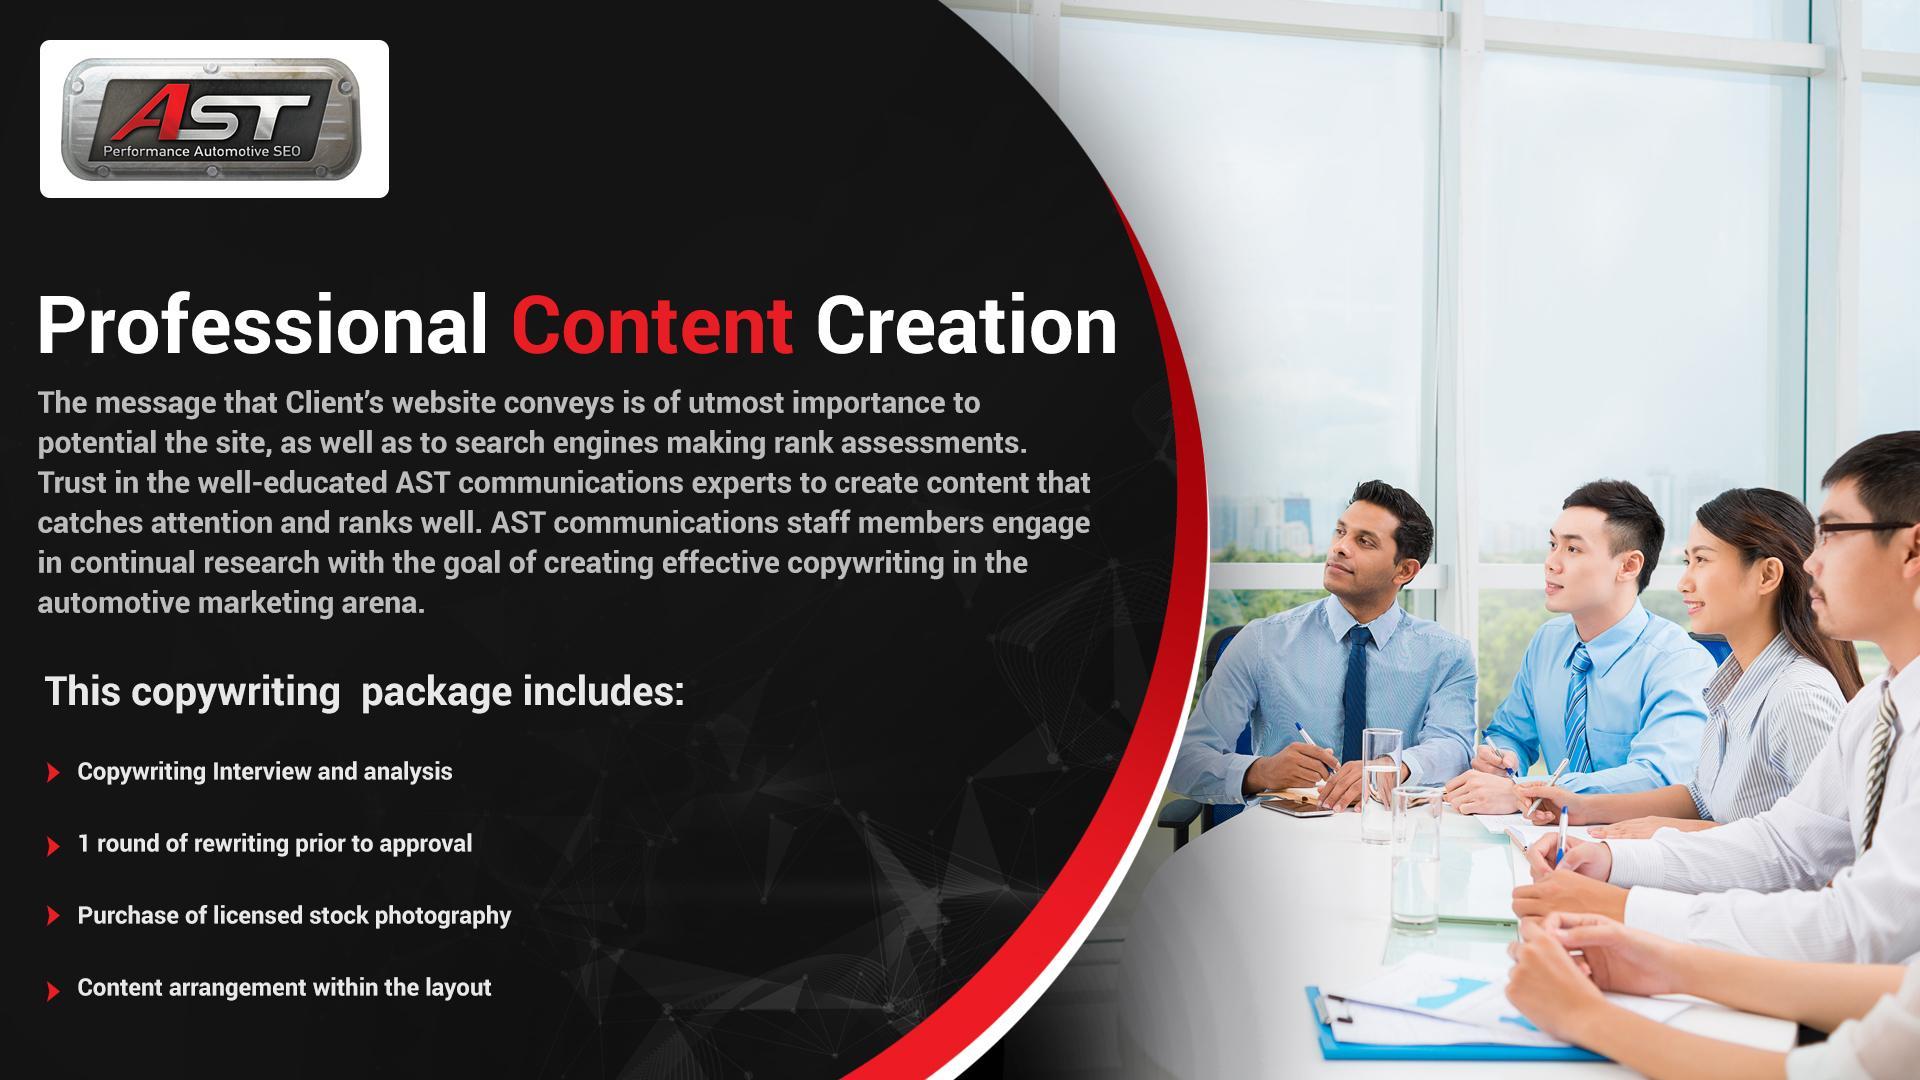 AST
Performance Automotive SEO
Professional Content Creation
The message that Client’s website conveys is of utmost importance to
potential the site, as well as to search engines making rank assessments.
Trust in the well-educated AST communications experts to create content that
catches attention and ranks well. AST communications staff members engage
in continual research with the goal of creating effective copywriting in the
automotive marketing arena.
This copywriting  package includes:
Copywriting Interview and analysis
1 round of rewriting prior to approval
Purchase of licensed stock photography
Content arrangement within the layout